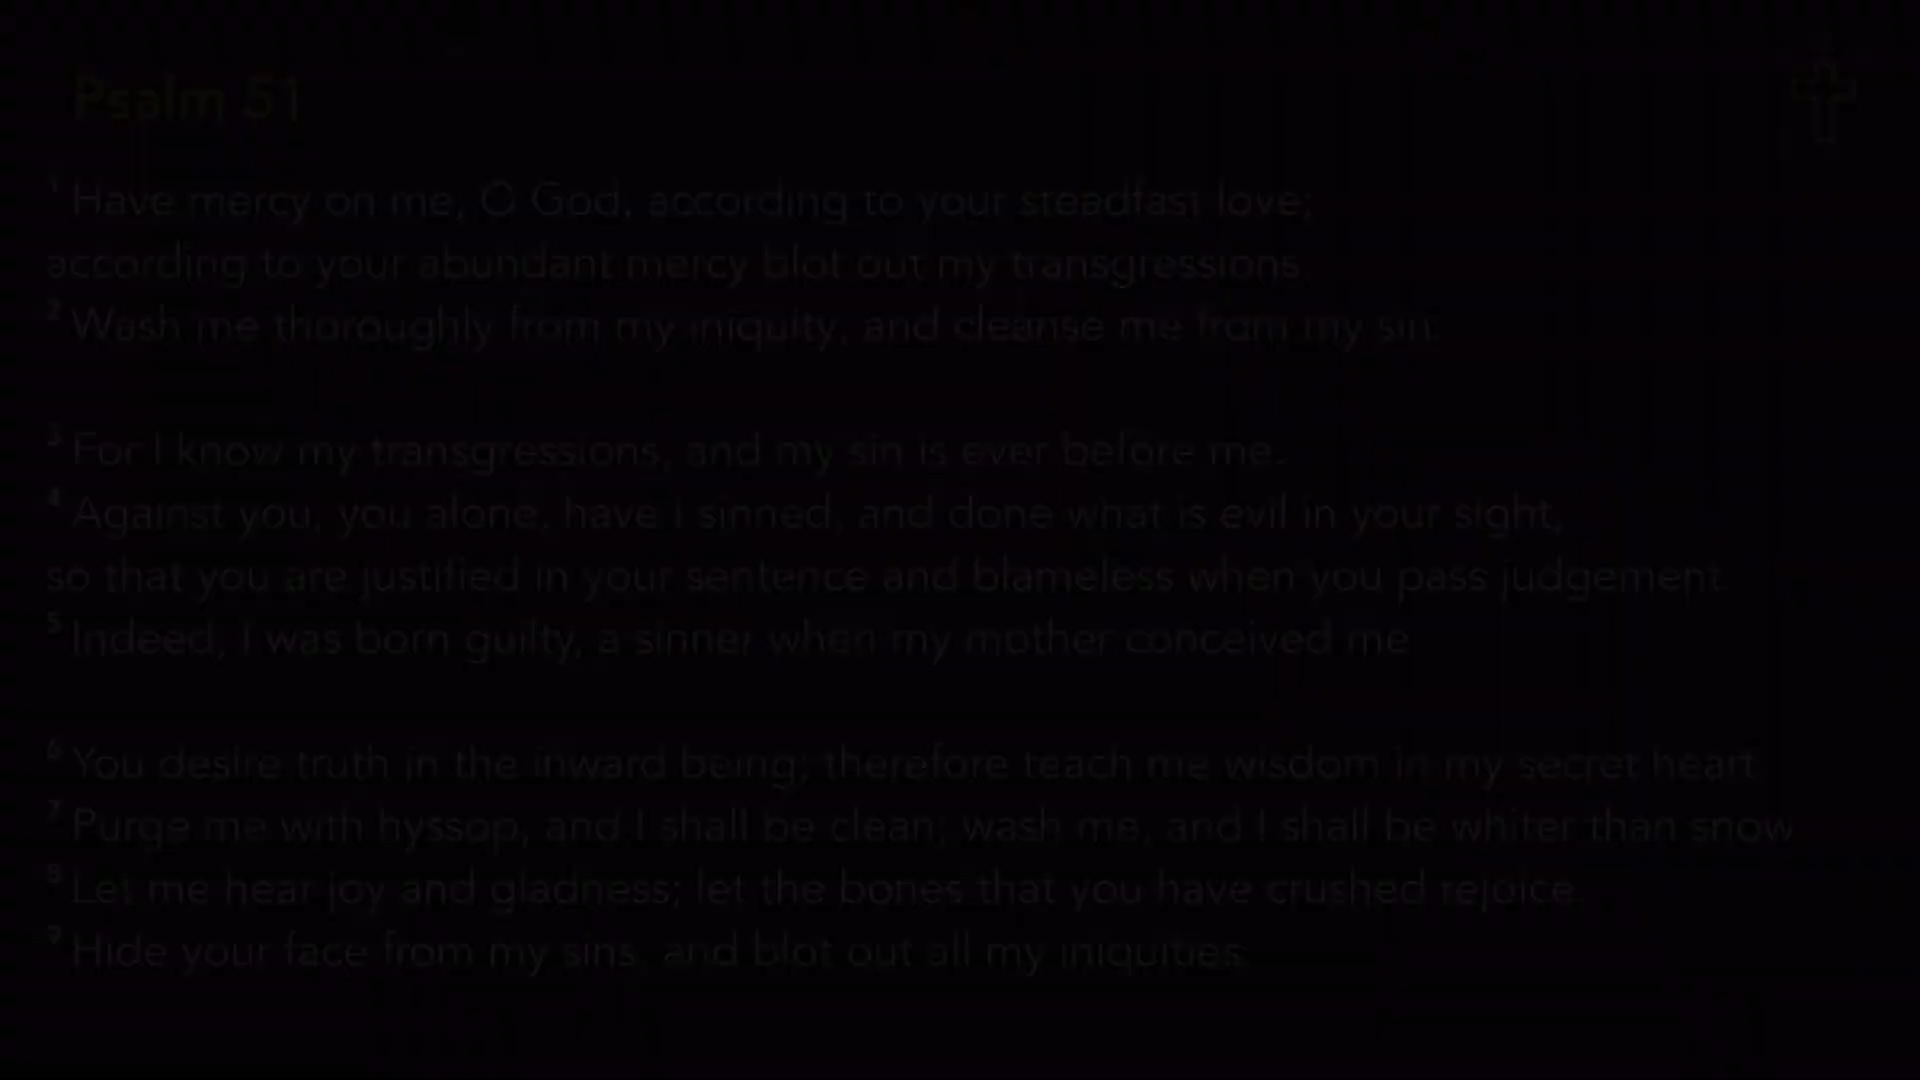 Psalm 51
1 Have mercy on me, O God, according to your steadfast love;
according to your abundant mercy blot out my transgressions.
2 Wash me thoroughly from my iniquity, and cleanse me from my sin.
3 For I know my transgressions, and my sin is ever before me.
4 Against you, you alone, have I sinned, and done what is evil in your sight,
so that you are justified in your sentence and blameless when you pass judgement.
5 Indeed, I was born guilty, a sinner when my mother conceived me.
6 You desire truth in the inward being; therefore teach me wisdom in my secret heart.
7 Purge me with hyssop, and I shall be clean; wash me, and I shall be whiter than snow.
8 Let me hear joy and gladness; let the bones that you have crushed rejoice.
9 Hide your face from my sins, and blot out all my iniquities.